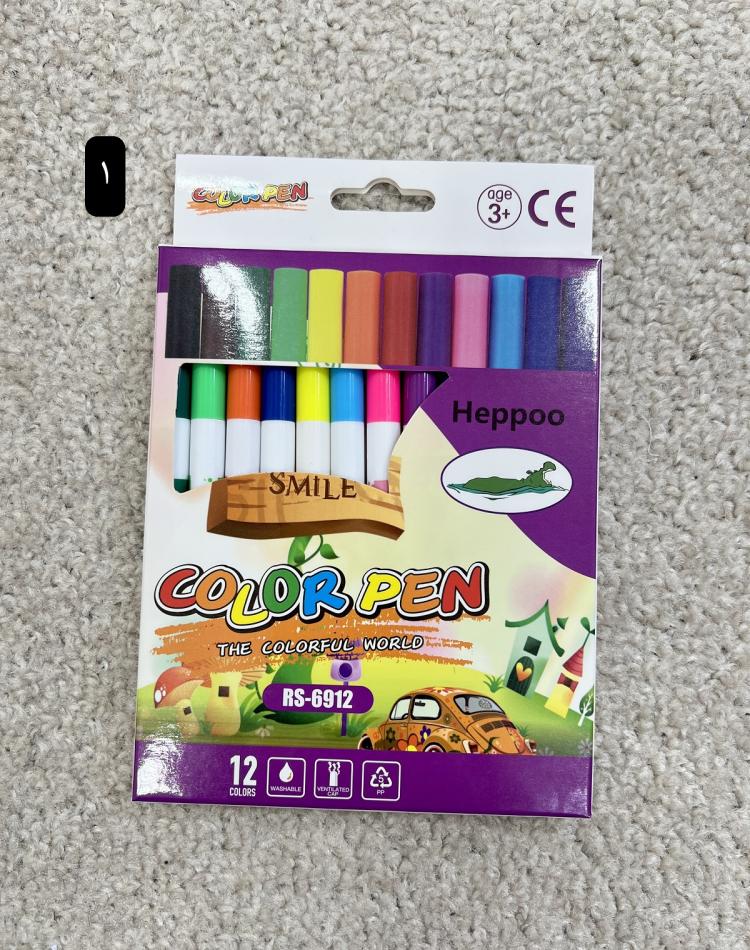 ١
COLOR PEN
age
3+
CE
Heppoo
SMILE
COLOR PEN
THE COLORFUL WORLD
RS-6912
12
COLORS
WASHABLE
VENTILATED
CAP
5
PP